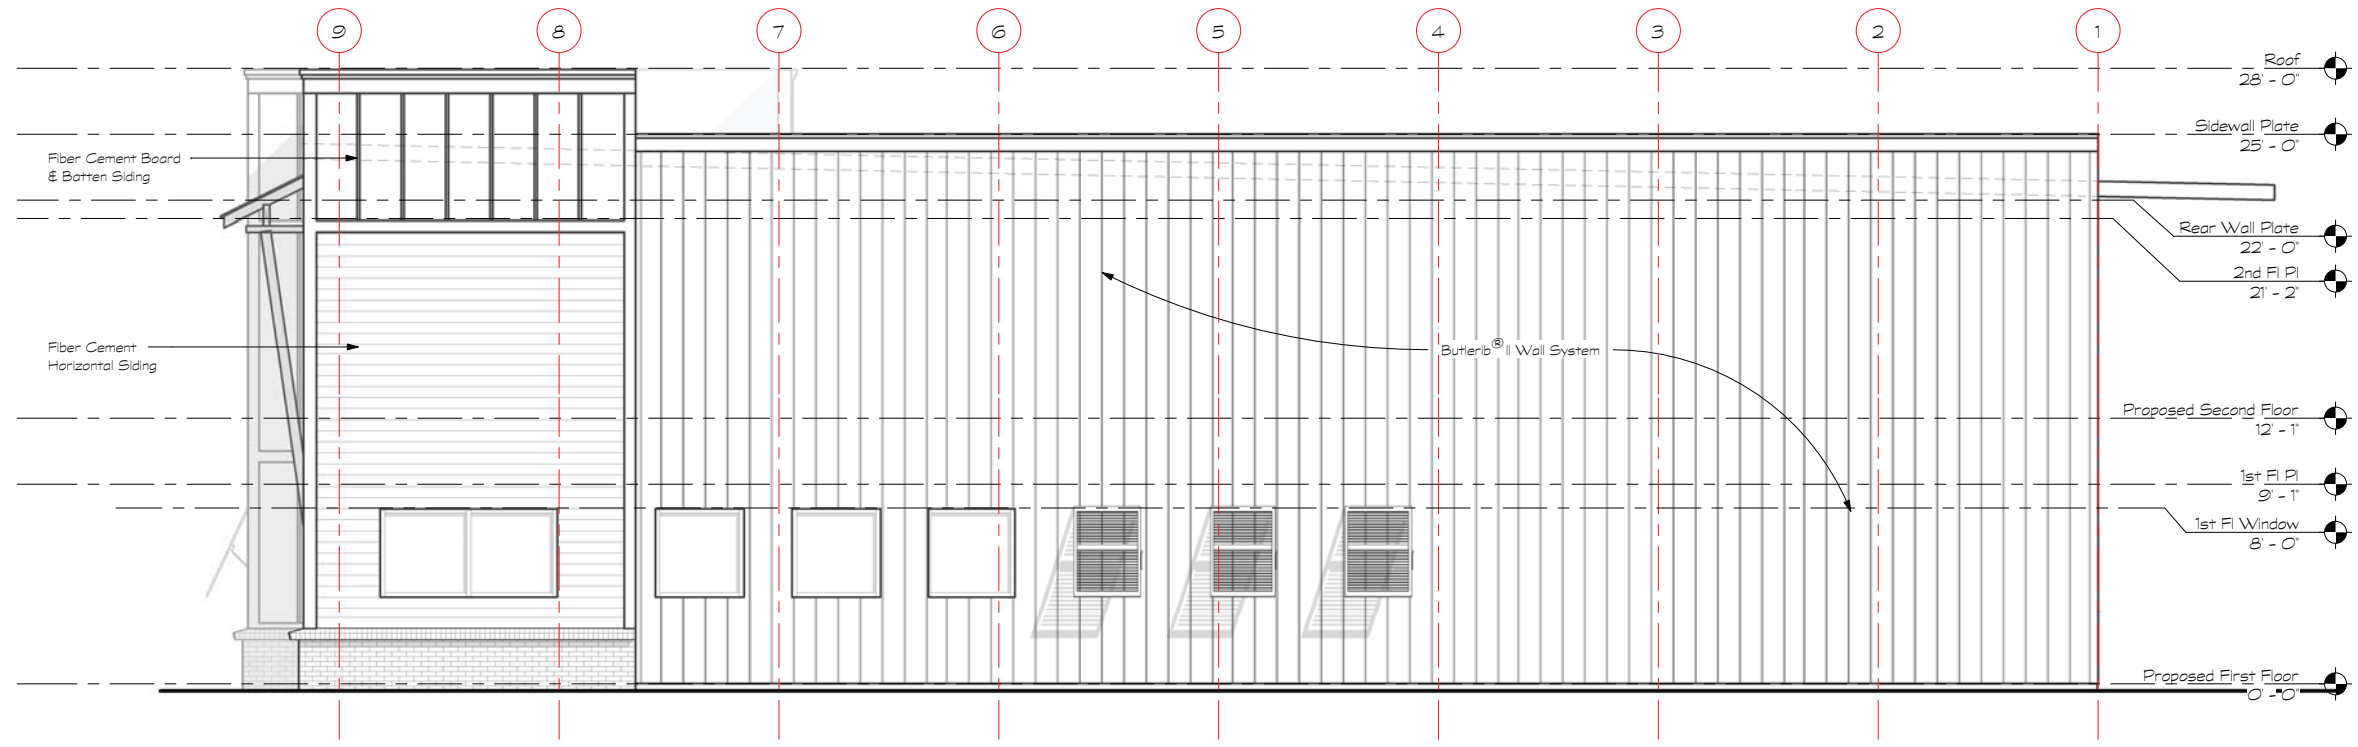 9 8 7 6 5 4 3 2 1
Roof
28' - 0"
Sidewall Plate
25' - 0"
Fiber Cement Board
& Batten Siding
Rear Wall Plate
22' - 0"
2nd Fl Pl
21' - 2"
Fiber Cement
Horizontal Siding
Butlerib® II Wall System
Proposed Second Floor
12' - 1"
1st Fl Pl
9' - 1"
1st Fl Window
8' - 0"
Proposed First Floor
0' - 0"